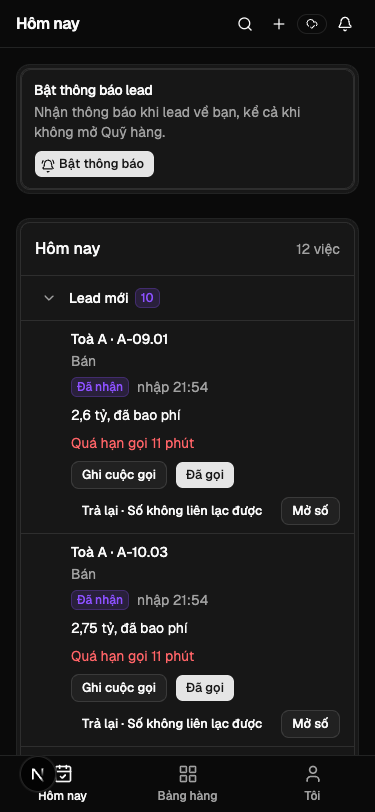 Hôm nay
Bật thông báo lead
Nhận thông báo khi lead về bạn, kể cả khi
không mở Quỹ hàng.
Bật thông báo
Hôm nay 12 việc
Lead mới 10
Toà A · A-09.01
Bán
Đã nhận nhập 21:54
2,6 tỷ, đã bao phí
Quá hạn gọi 11 phút
Ghi cuộc gọi Đã gọi
Trả lại · Số không liên lạc được Mở số
Toà A · A-10.03
Bán
Đã nhận nhập 21:54
2,75 tỷ, đã bao phí
Quá hạn gọi 11 phút
Ghi cuộc gọi Đã gọi
Trả lại · Số không liên lạc được Mở số
N
Hôm nay Bảng hàng Tôi